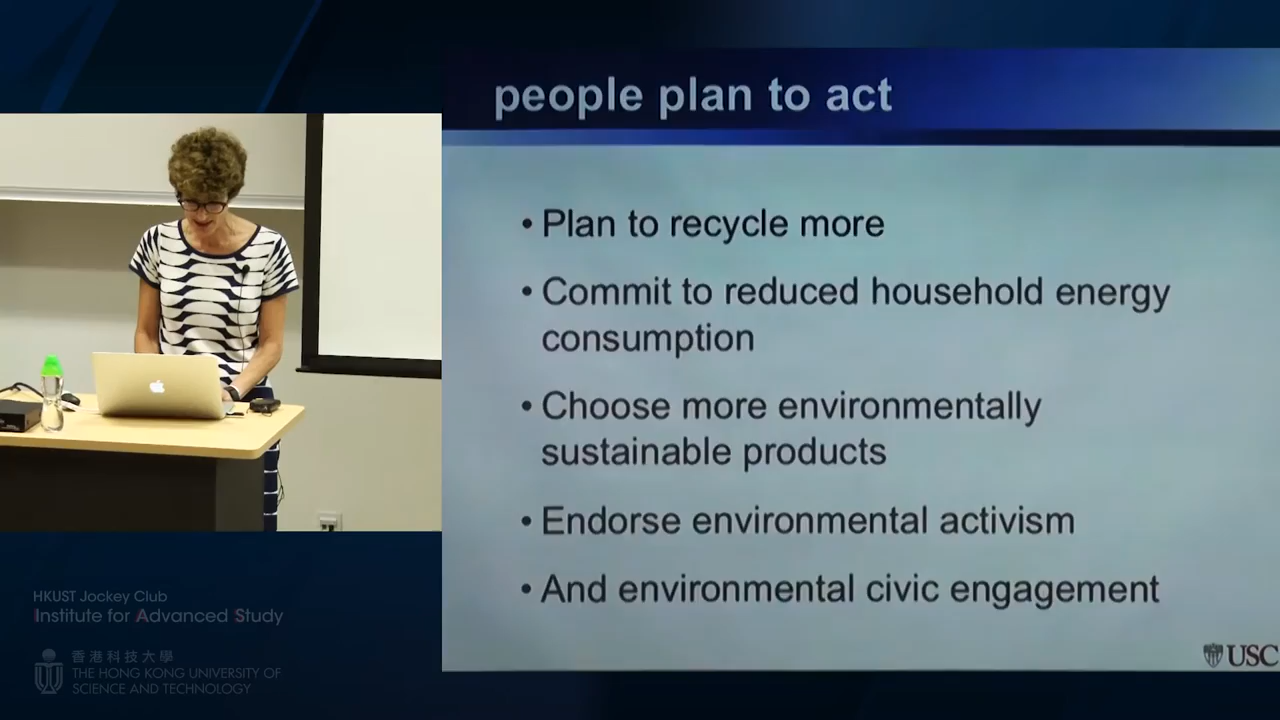 people plan to act
• Plan to recycle more
• Commit to reduced household energy
consumption
• Choose more environmentally
sustainable products
• Endorse environmental activism
• And environmental civic engagement
USC
HKUST Jockey Club
Institute for Advanced Study
香港科技大學
THE HONG KONG UNIVERSITY OF
SCIENCE AND TECHNOLOGY